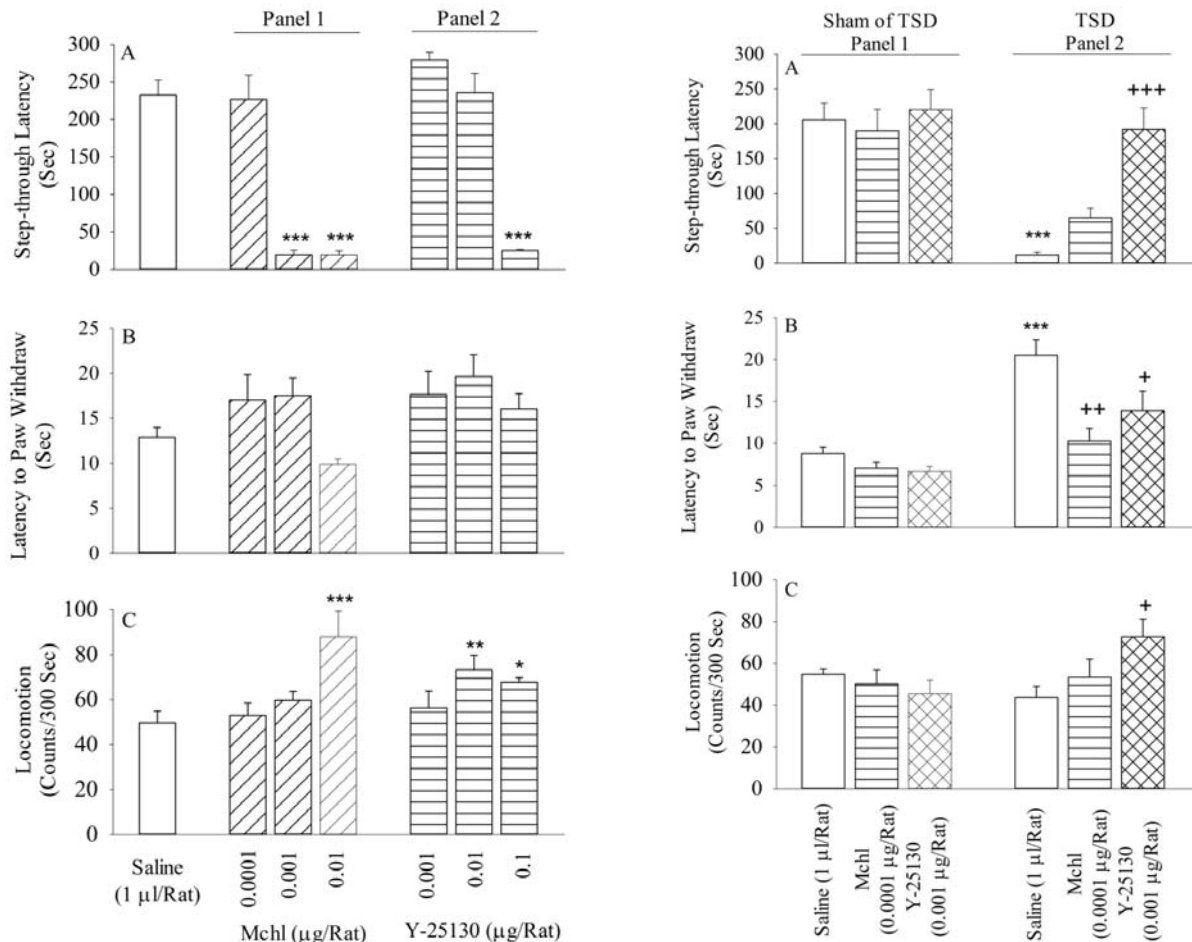 Panel 1
Panel 2
A
Step-through Latency
(Sec)
300
250
200
150
100
50
0
***
***
***
B
Latency to Paw Withdraw
(Sec)
25
20
15
10
5
0
C
Locomotion
(Counts/300 Sec)
100
80
60
40
20
0
***
**
*
Saline
(1 µl/Rat)
0.0001
0.001
0.01
Mchl (µg/Rat)
0.001
0.01
0.1
Y-25130 (µg/Rat)
Sham of TSD
Panel 1
TSD
Panel 2
A
Step-through Latency
(Sec)
300
250
200
150
100
50
0
***
+++
B
Latency to Paw Withdraw
(Sec)
25
20
15
10
5
0
***
++
+
C
Locomotion
(Counts/300 Sec)
100
80
60
40
20
0
+
Saline (1 µl/Rat)
Mchl
(0.0001 µg/Rat)
Y-25130
(0.001 µg/Rat)
Saline (1 µl/Rat)
Mchl
(0.0001 µg/Rat)
Y-25130
(0.001 µg/Rat)